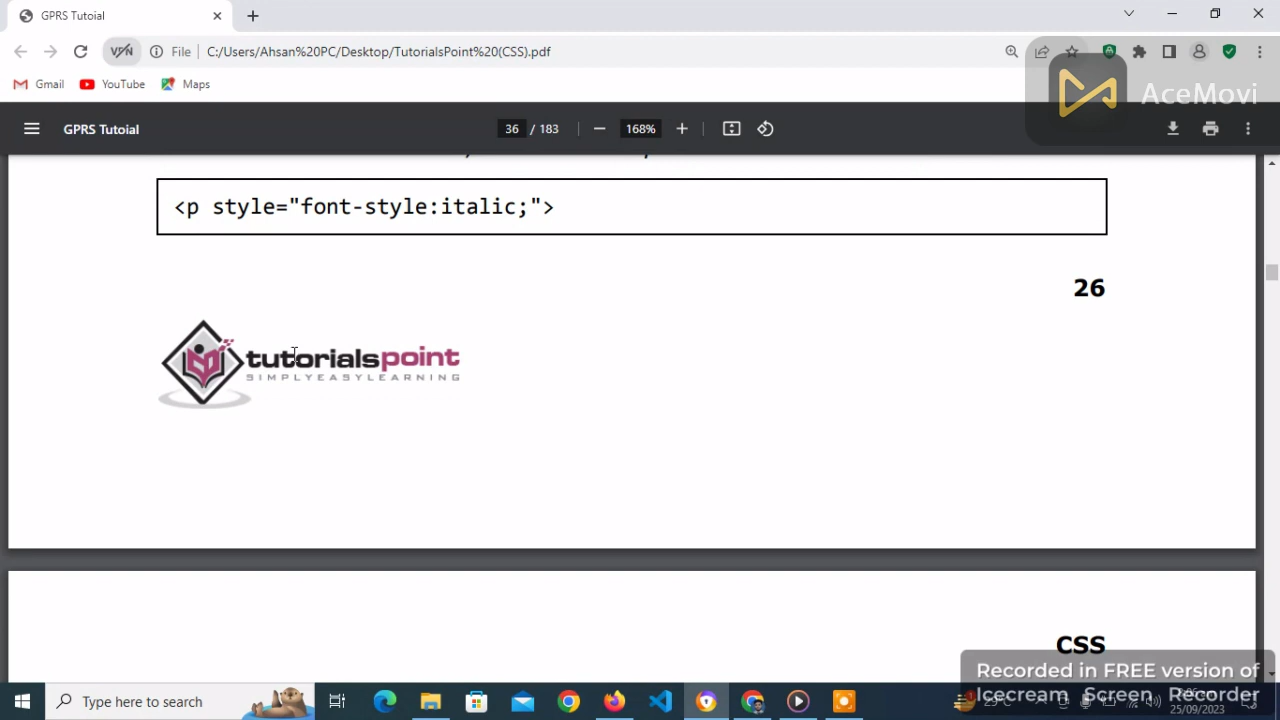 GPRS Tutoial
File C:/Users/Ahsan%20PC/Desktop/TutorialsPoint%20(CSS).pdf
Gmail YouTube Maps
AceMovi
GPRS Tutoial 36 / 183 168%
<p style="font-style:italic;">
26
tutorialspoint
SIMPLYEASYLEARNING
CSS
Recorded in FREE version of
Icecream Screen Recorder
Type here to search
25/09/2023